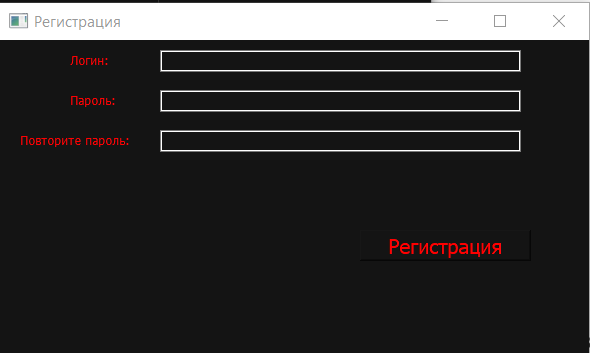 Регистрация
Логин:
Пароль:
Повторите пароль:
Регистрация